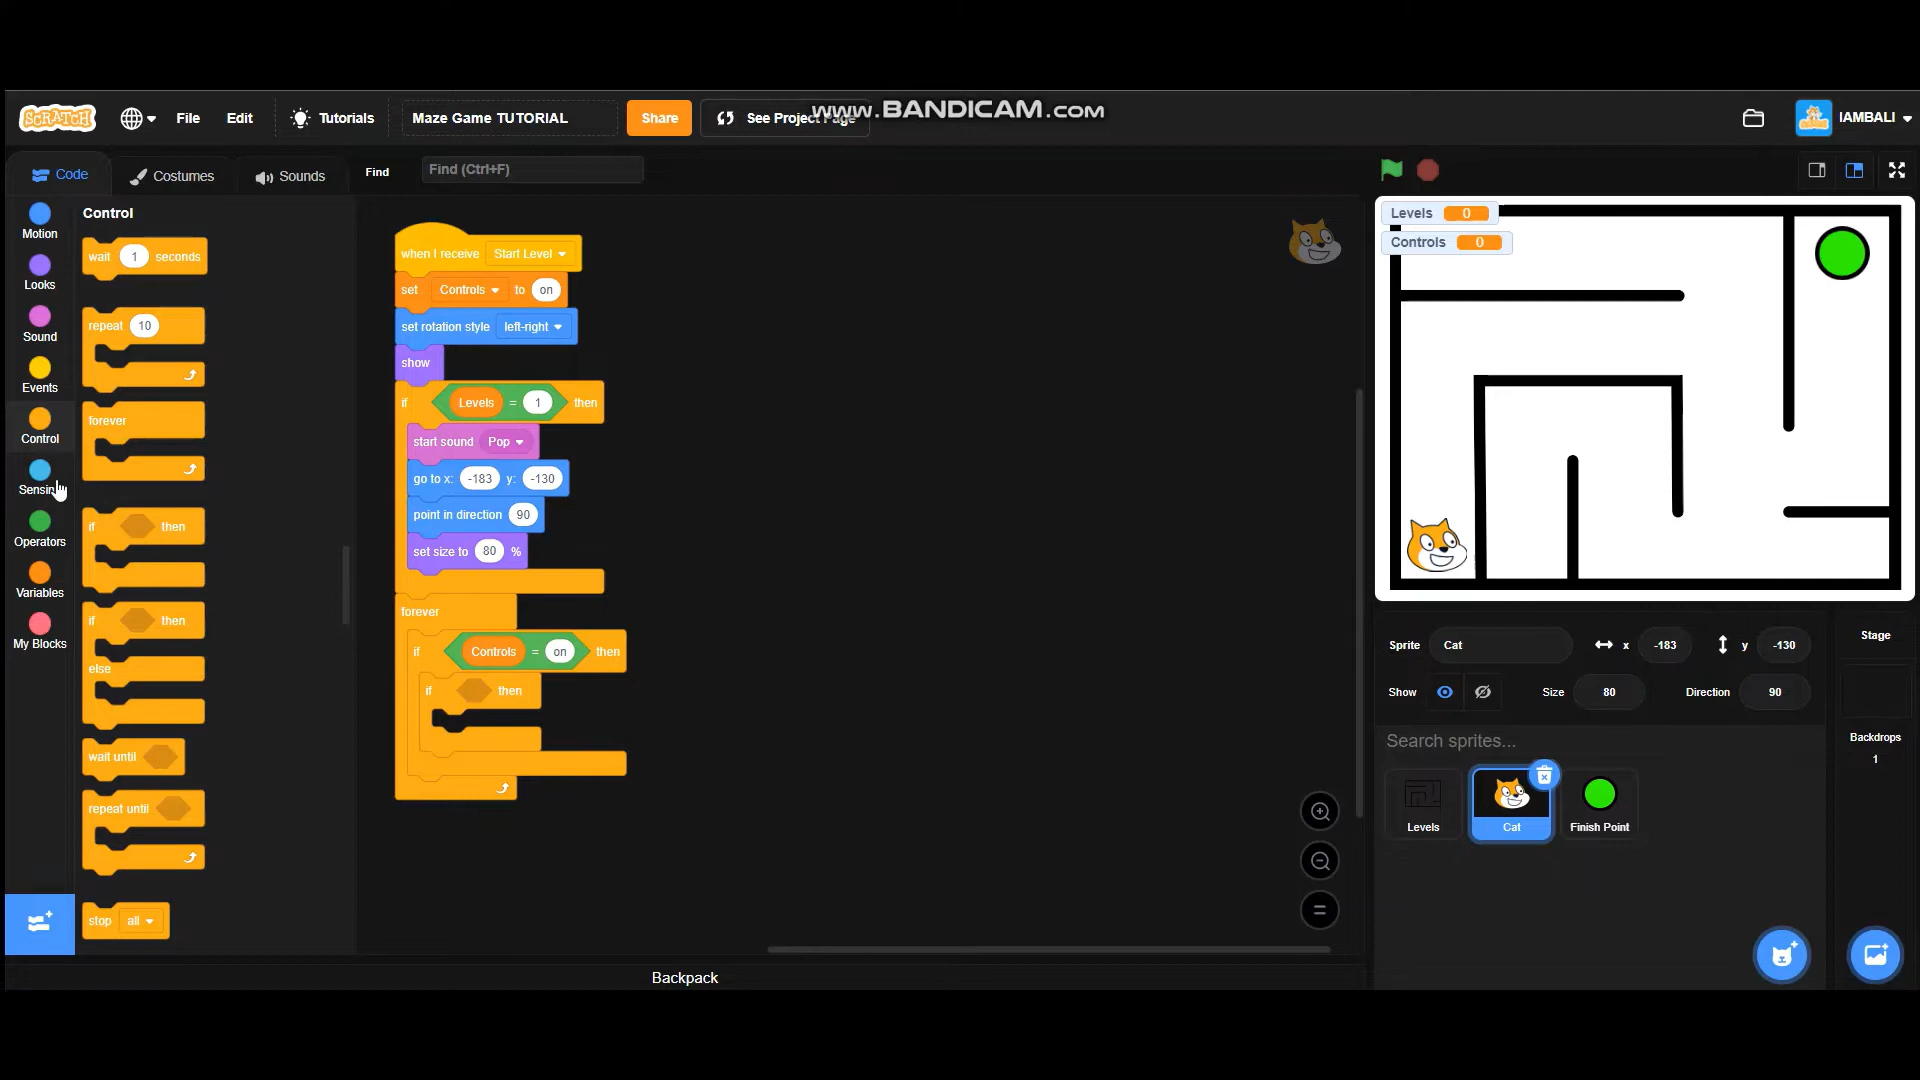 www.BANDICAM.com
SCRATCH File Edit Tutorials Maze Game TUTORIAL Share See Project Page IAMBALI
Code Costumes Sounds Find Find (Ctrl+F)
Motion
Looks
Sound
Events
Control
Sensing
Operators
Variables
My Blocks
Control
wait 1 seconds
repeat 10
forever
if then
if then
else
wait until
repeat until
stop all
when I receive Start Level
set Controls to on
set rotation style left-right
show
if Levels = 1 then
start sound Pop
go to x: -183 y: -130
point in direction 90
set size to 80 %
forever
if Controls = on then
if then
Levels 0
Controls 0
Sprite Cat x -183 y -130
Show Size 80 Direction 90
Search sprites...
Levels Cat Finish Point
Stage
Backdrops
1
Backpack